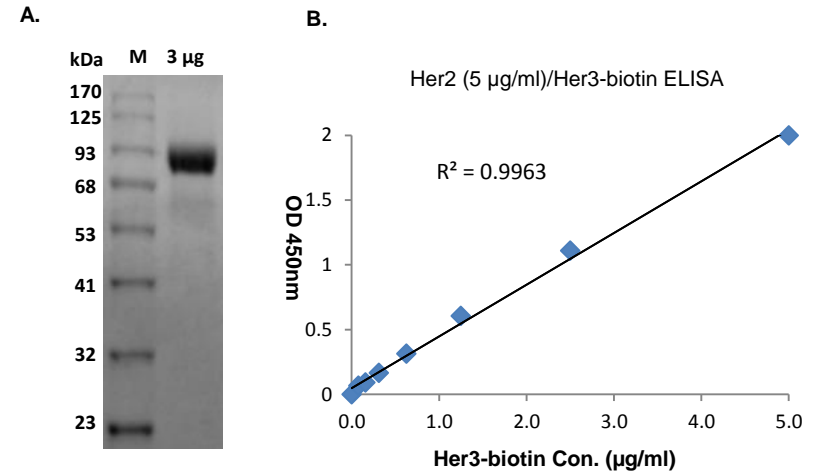 A.
kDa M 3 µg
170
125
93
68
53
41
32
23
B.
Her2 (5 µg/ml)/Her3-biotin ELISA
R² = 0.9963
OD 450nm
2
1.5
1
0.5
0
0.0 1.0 2.0 3.0 4.0 5.0
Her3-biotin Con. (µg/ml)